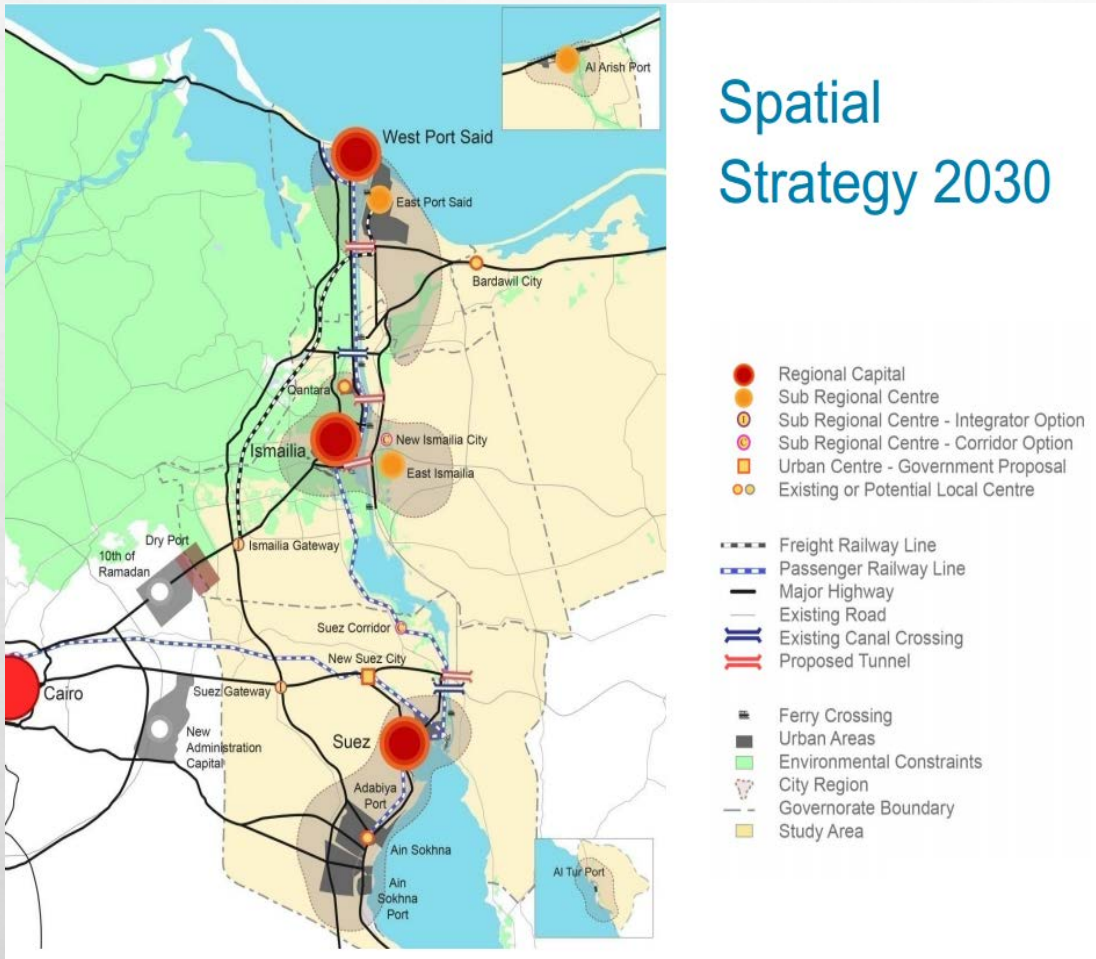 Spatial
Strategy 2030
Al Arish Port
West Port Said
East Port Said
Bardawil City
Qantara
New Ismailia City
Ismailia
East Ismailia
Dry Port
Ismailia Gateway
10th of
Ramadan
Suez Corridor
New Suez City
Suez Gateway
Cairo
New
Administration
Capital
Suez
Adabiya
Port
Ain Sokhna
Ain
Sokhna
Port
Al Tur Port
Regional Capital
Sub Regional Centre
I Sub Regional Centre - Integrator Option
C Sub Regional Centre - Corridor Option
Urban Centre - Government Proposal
Existing or Potential Local Centre
Freight Railway Line
Passenger Railway Line
Major Highway
Existing Road
Existing Canal Crossing
Proposed Tunnel
Ferry Crossing
Urban Areas
Environmental Constraints
City Region
Governorate Boundary
Study Area